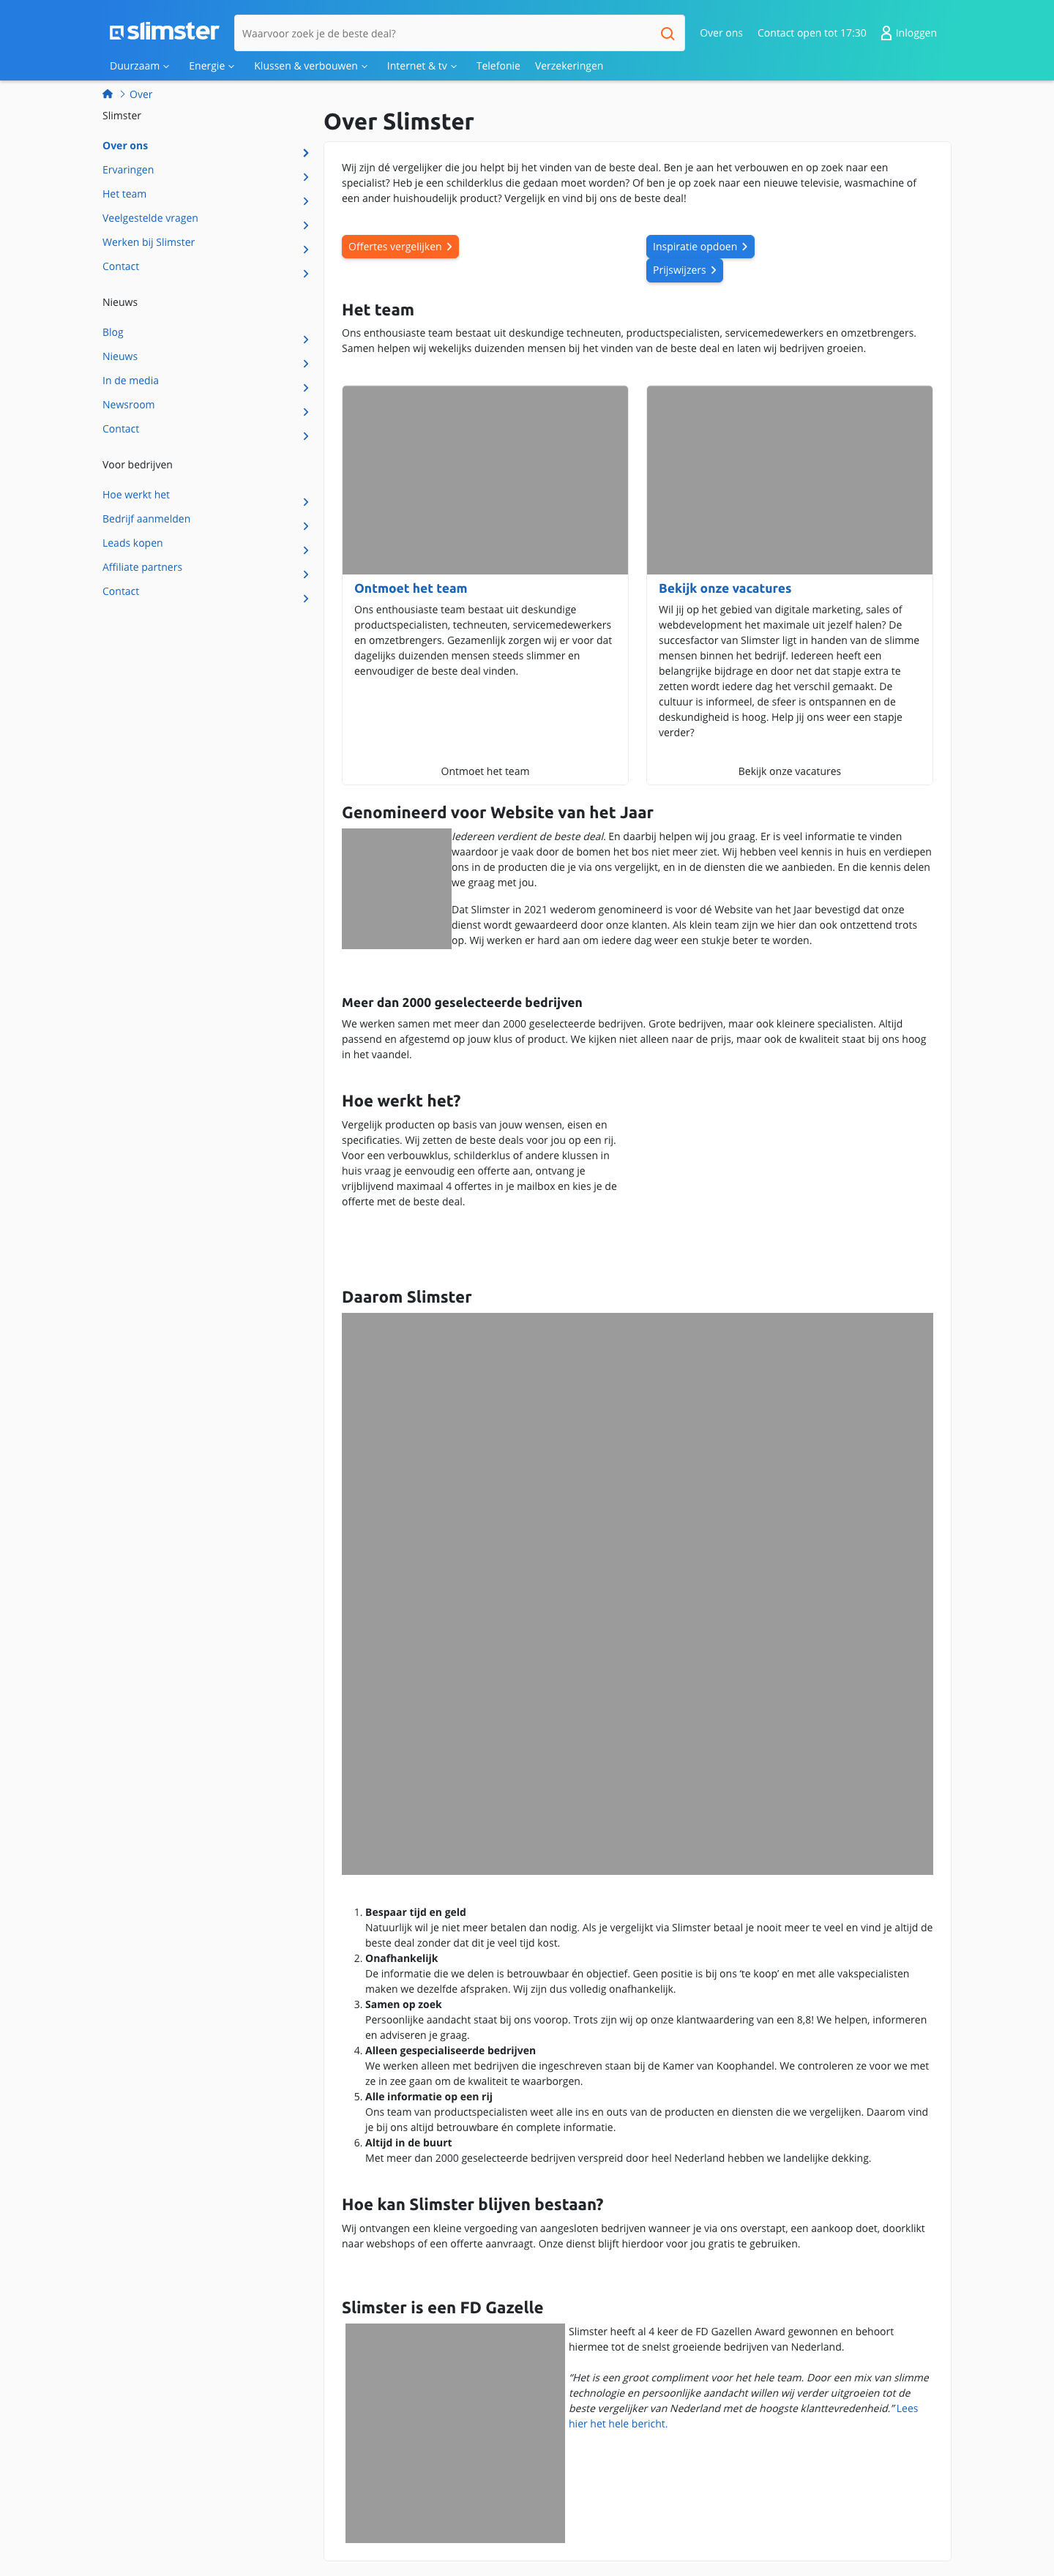 slimster
Waarvoor zoek je de beste deal?
Over ons
Contact open tot 17:30
Inloggen
Duurzaam
Energie
Klussen & verbouwen
Internet & tv
Telefonie
Verzekeringen
Over
Slimster
Over ons
Ervaringen
Het team
Veelgestelde vragen
Werken bij Slimster
Contact
Nieuws
Blog
Nieuws
In de media
Newsroom
Contact
Voor bedrijven
Hoe werkt het
Bedrijf aanmelden
Leads kopen
Affiliate partners
Contact
Over Slimster
Wij zijn dé vergelijker die jou helpt bij het vinden van de beste deal. Ben je aan het verbouwen en op zoek naar een
specialist? Heb je een schilderklus die gedaan moet worden? Of ben je op zoek naar een nieuwe televisie, wasmachine of
een ander huishoudelijk product? Vergelijk en vind bij ons de beste deal!
Offertes vergelijken
Inspiratie opdoen
Prijswijzers
Het team
Ons enthousiaste team bestaat uit deskundige techneuten, productspecialisten, servicemedewerkers en omzetbrengers.
Samen helpen wij wekelijks duizenden mensen bij het vinden van de beste deal en laten wij bedrijven groeien.
Ontmoet het team
Ons enthousiaste team bestaat uit deskundige
productspecialisten, techneuten, servicemedewerkers
en omzetbrengers. Gezamenlijk zorgen wij er voor dat
dagelijks duizenden mensen steeds slimmer en
eenvoudiger de beste deal vinden.
Ontmoet het team
Bekijk onze vacatures
Wil jij op het gebied van digitale marketing, sales of
webdevelopment het maximale uit jezelf halen? De
succesfactor van Slimster ligt in handen van de slimme
mensen binnen het bedrijf. Iedereen heeft een
belangrijke bijdrage en door net dat stapje extra te
zetten wordt iedere dag het verschil gemaakt. De
cultuur is informeel, de sfeer is ontspannen en de
deskundigheid is hoog. Help jij ons weer een stapje
verder?
Bekijk onze vacatures
Genomineerd voor Website van het Jaar
Iedereen verdient de beste deal. En daarbij helpen wij jou graag. Er is veel informatie te vinden
waardoor je vaak door de bomen het bos niet meer ziet. Wij hebben veel kennis in huis en verdiepen
ons in de producten die je via ons vergelijkt, en in de diensten die we aanbieden. En die kennis delen
we graag met jou.
Dat Slimster in 2021 wederom genomineerd is voor dé Website van het Jaar bevestigd dat onze
dienst wordt gewaardeerd door onze klanten. Als klein team zijn we hier dan ook ontzettend trots
op. Wij werken er hard aan om iedere dag weer een stukje beter te worden.
Meer dan 2000 geselecteerde bedrijven
We werken samen met meer dan 2000 geselecteerde bedrijven. Grote bedrijven, maar ook kleinere specialisten. Altijd
passend en afgestemd op jouw klus of product. We kijken niet alleen naar de prijs, maar ook de kwaliteit staat bij ons hoog
in het vaandel.
Hoe werkt het?
Vergelijk producten op basis van jouw wensen, eisen en
specificaties. Wij zetten de beste deals voor jou op een rij.
Voor een verbouwklus, schilderklus of andere klussen in
huis vraag je eenvoudig een offerte aan, ontvang je
vrijblijvend maximaal 4 offertes in je mailbox en kies je de
offerte met de beste deal.
Daarom Slimster
1. Bespaar tijd en geld
Natuurlijk wil je niet meer betalen dan nodig. Als je vergelijkt via Slimster betaal je nooit meer te veel en vind je altijd de
beste deal zonder dat dit je veel tijd kost.
2. Onafhankelijk
De informatie die we delen is betrouwbaar én objectief. Geen positie is bij ons ‘te koop’ en met alle vakspecialisten
maken we dezelfde afspraken. Wij zijn dus volledig onafhankelijk.
3. Samen op zoek
Persoonlijke aandacht staat bij ons voorop. Trots zijn wij op onze klantwaardering van een 8,8! We helpen, informeren
en adviseren je graag.
4. Alleen gespecialiseerde bedrijven
We werken alleen met bedrijven die ingeschreven staan bij de Kamer van Koophandel. We controleren ze voor we met
ze in zee gaan om de kwaliteit te waarborgen.
5. Alle informatie op een rij
Ons team van productspecialisten weet alle ins en outs van de producten en diensten die we vergelijken. Daarom vind
je bij ons altijd betrouwbare én complete informatie.
6. Altijd in de buurt
Met meer dan 2000 geselecteerde bedrijven verspreid door heel Nederland hebben we landelijke dekking.
Hoe kan Slimster blijven bestaan?
Wij ontvangen een kleine vergoeding van aangesloten bedrijven wanneer je via ons overstapt, een aankoop doet, doorklikt
naar webshops of een offerte aanvraagt. Onze dienst blijft hierdoor voor jou gratis te gebruiken.
Slimster is een FD Gazelle
Slimster heeft al 4 keer de FD Gazellen Award gewonnen en behoort
hiermee tot de snelst groeiende bedrijven van Nederland.
“Het is een groot compliment voor het hele team. Door een mix van slimme
technologie en persoonlijke aandacht willen wij verder uitgroeien tot de
beste vergelijker van Nederland met de hoogste klanttevredenheid.” Lees
hier het hele bericht.